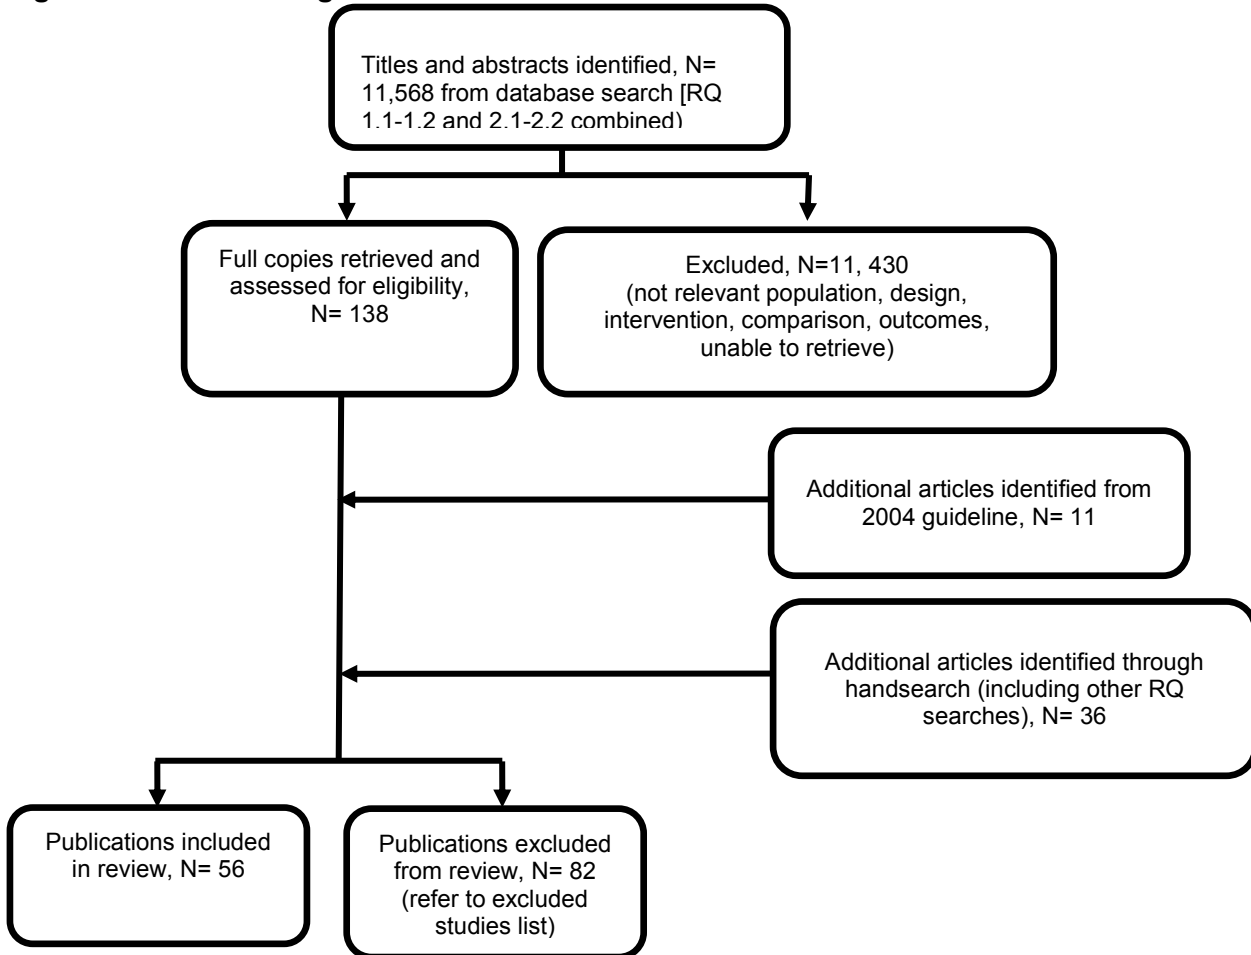 Titles and abstracts identified, N=
11,568 from database search [RQ
1.1-1.2 and 2.1-2.2 combined)
Full copies retrieved and
assessed for eligibility,
N= 138
Excluded, N=11, 430
(not relevant population, design,
intervention, comparison, outcomes,
unable to retrieve)
Additional articles identified from
2004 guideline, N= 11
Additional articles identified through
handsearch (including other RQ
searches), N= 36
Publications included
in review, N= 56
Publications excluded
from review, N= 82
(refer to excluded
studies list)